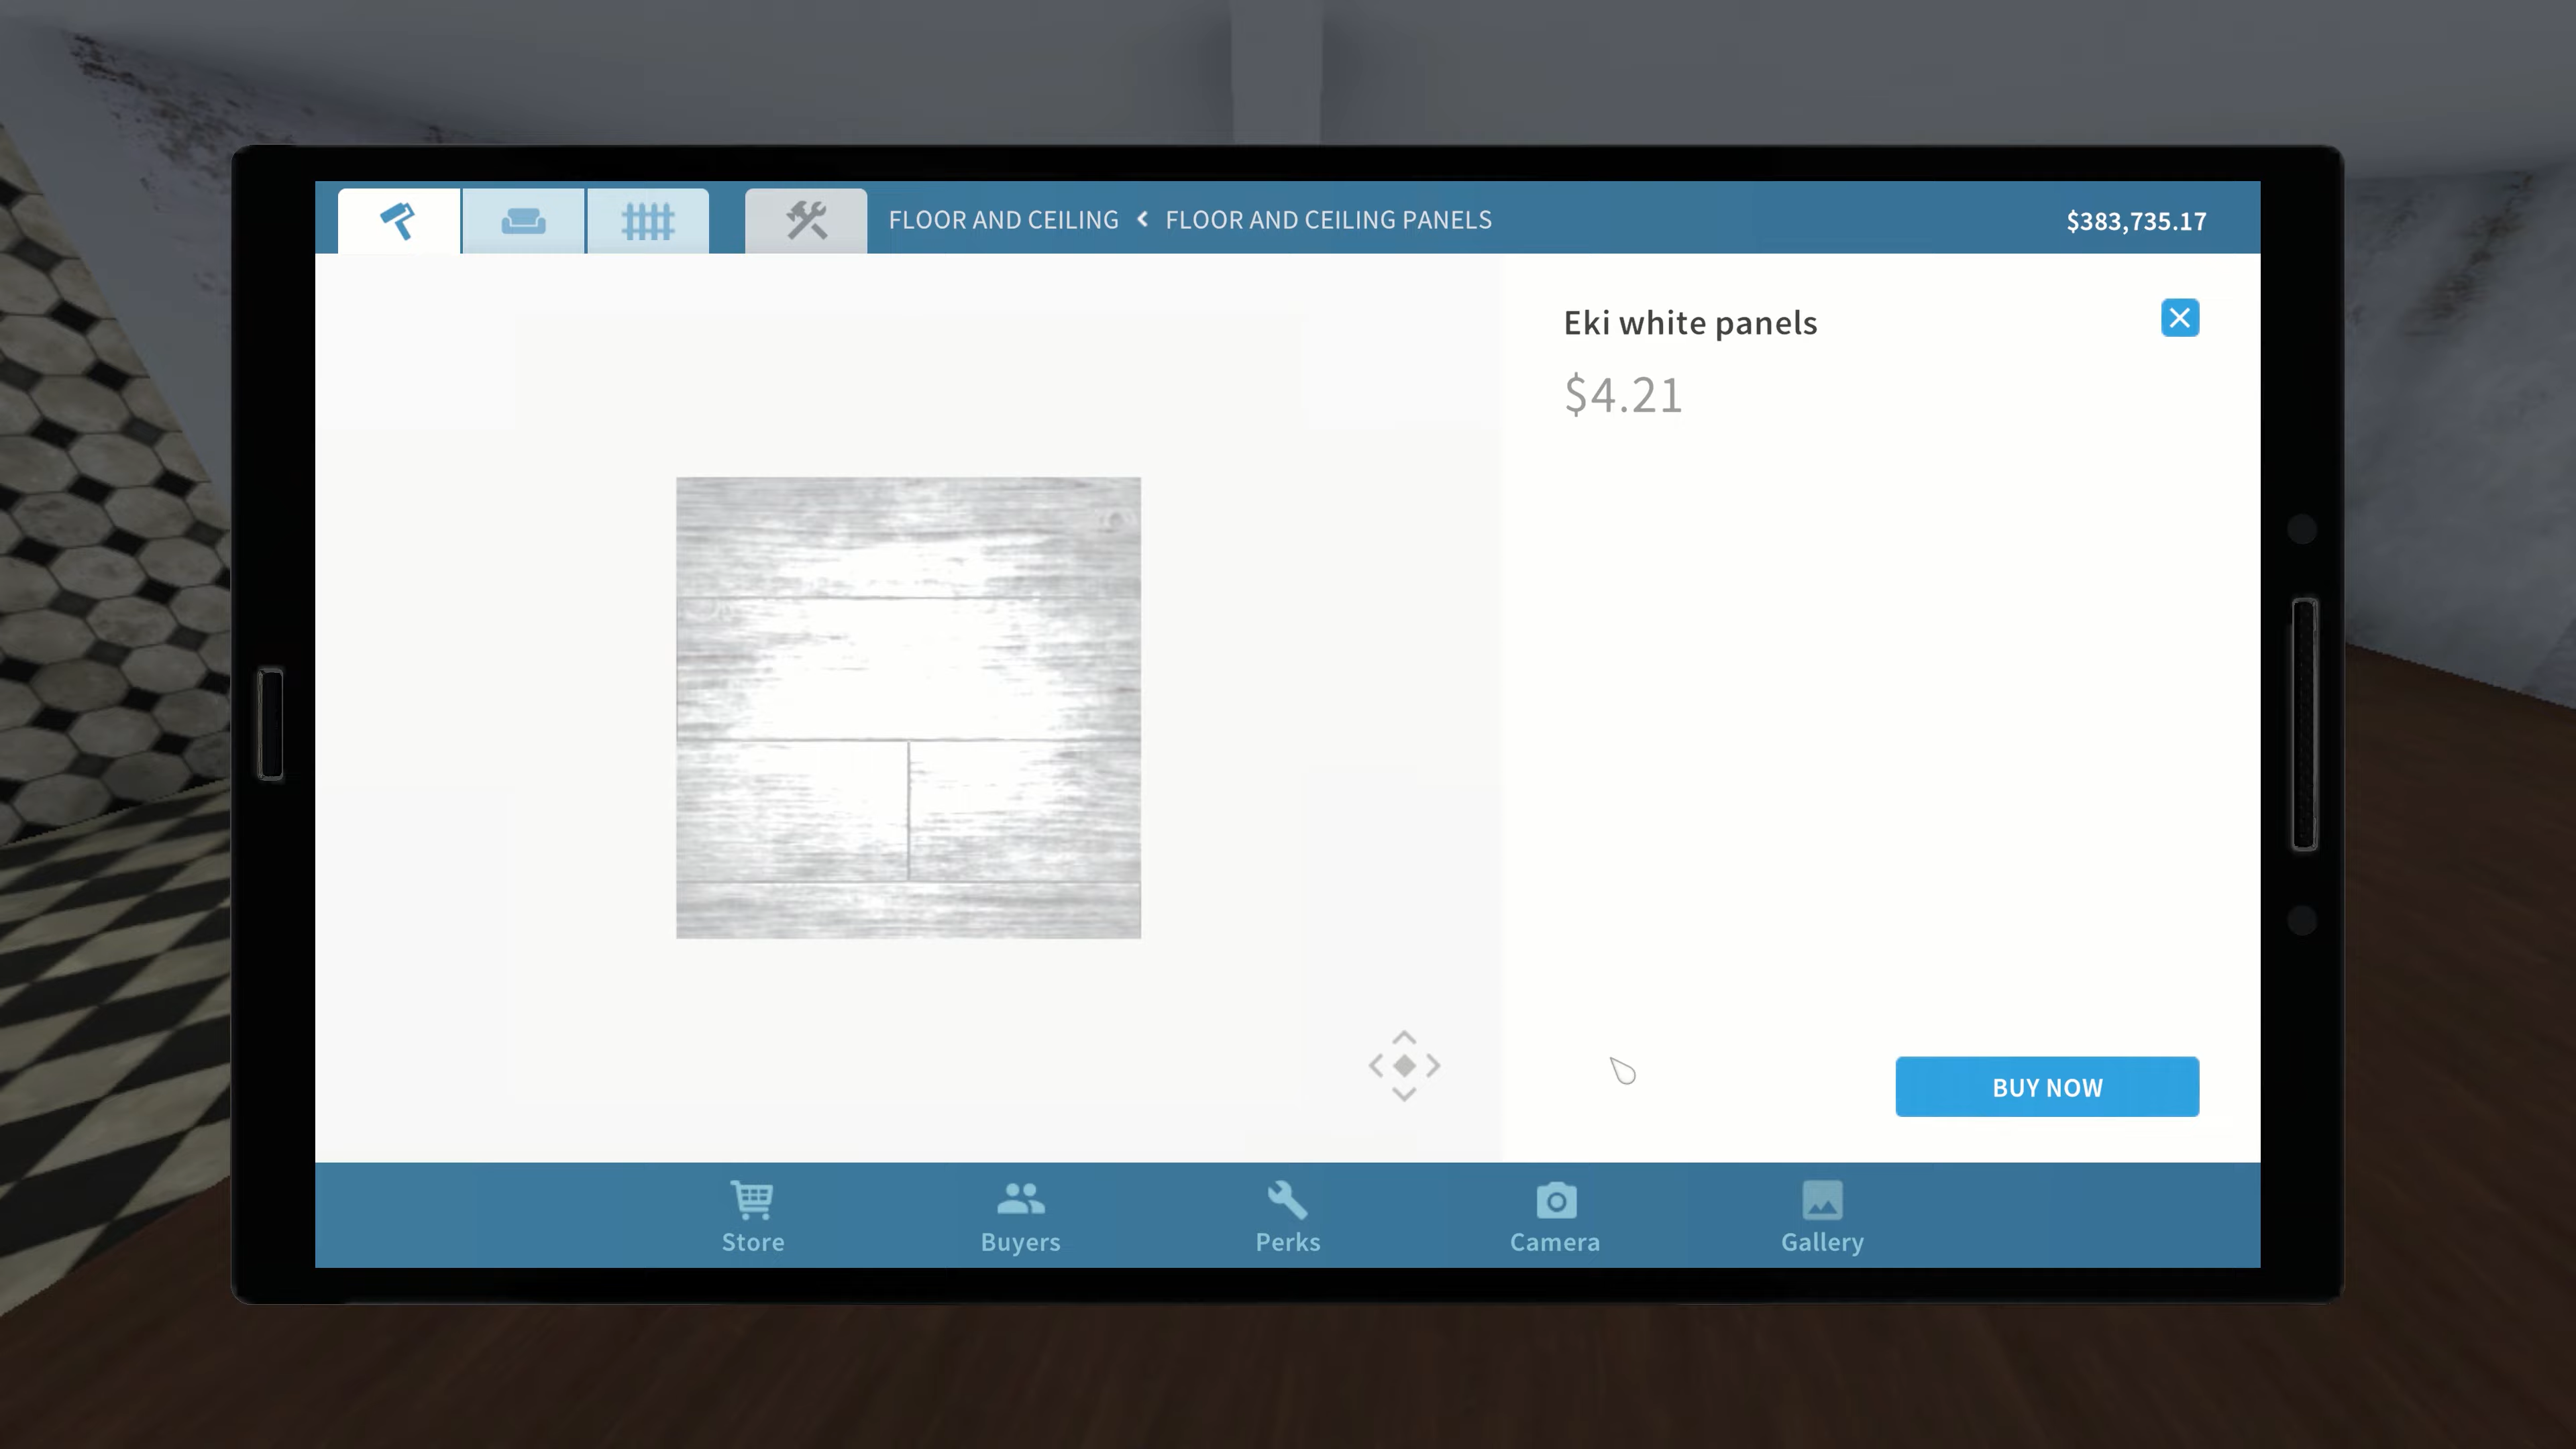 FLOOR AND CEILING < FLOOR AND CEILING PANELS
$383,735.17
Eki white panels
$4.21
BUY NOW
Store
Buyers
Perks
Camera
Gallery